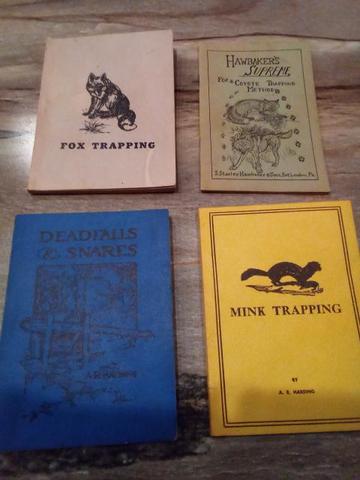 FOX TRAPPING
HAWBAKER'S
SUPREME
FOX & COYOTE TRAPPING
METHODS
S. Stanley Hawbaker & Sons, Fort Loudon, Pa.
DEADFALLS
& SNARES
A.R. HARDING
MINK TRAPPING
BY
A. R. HARDING